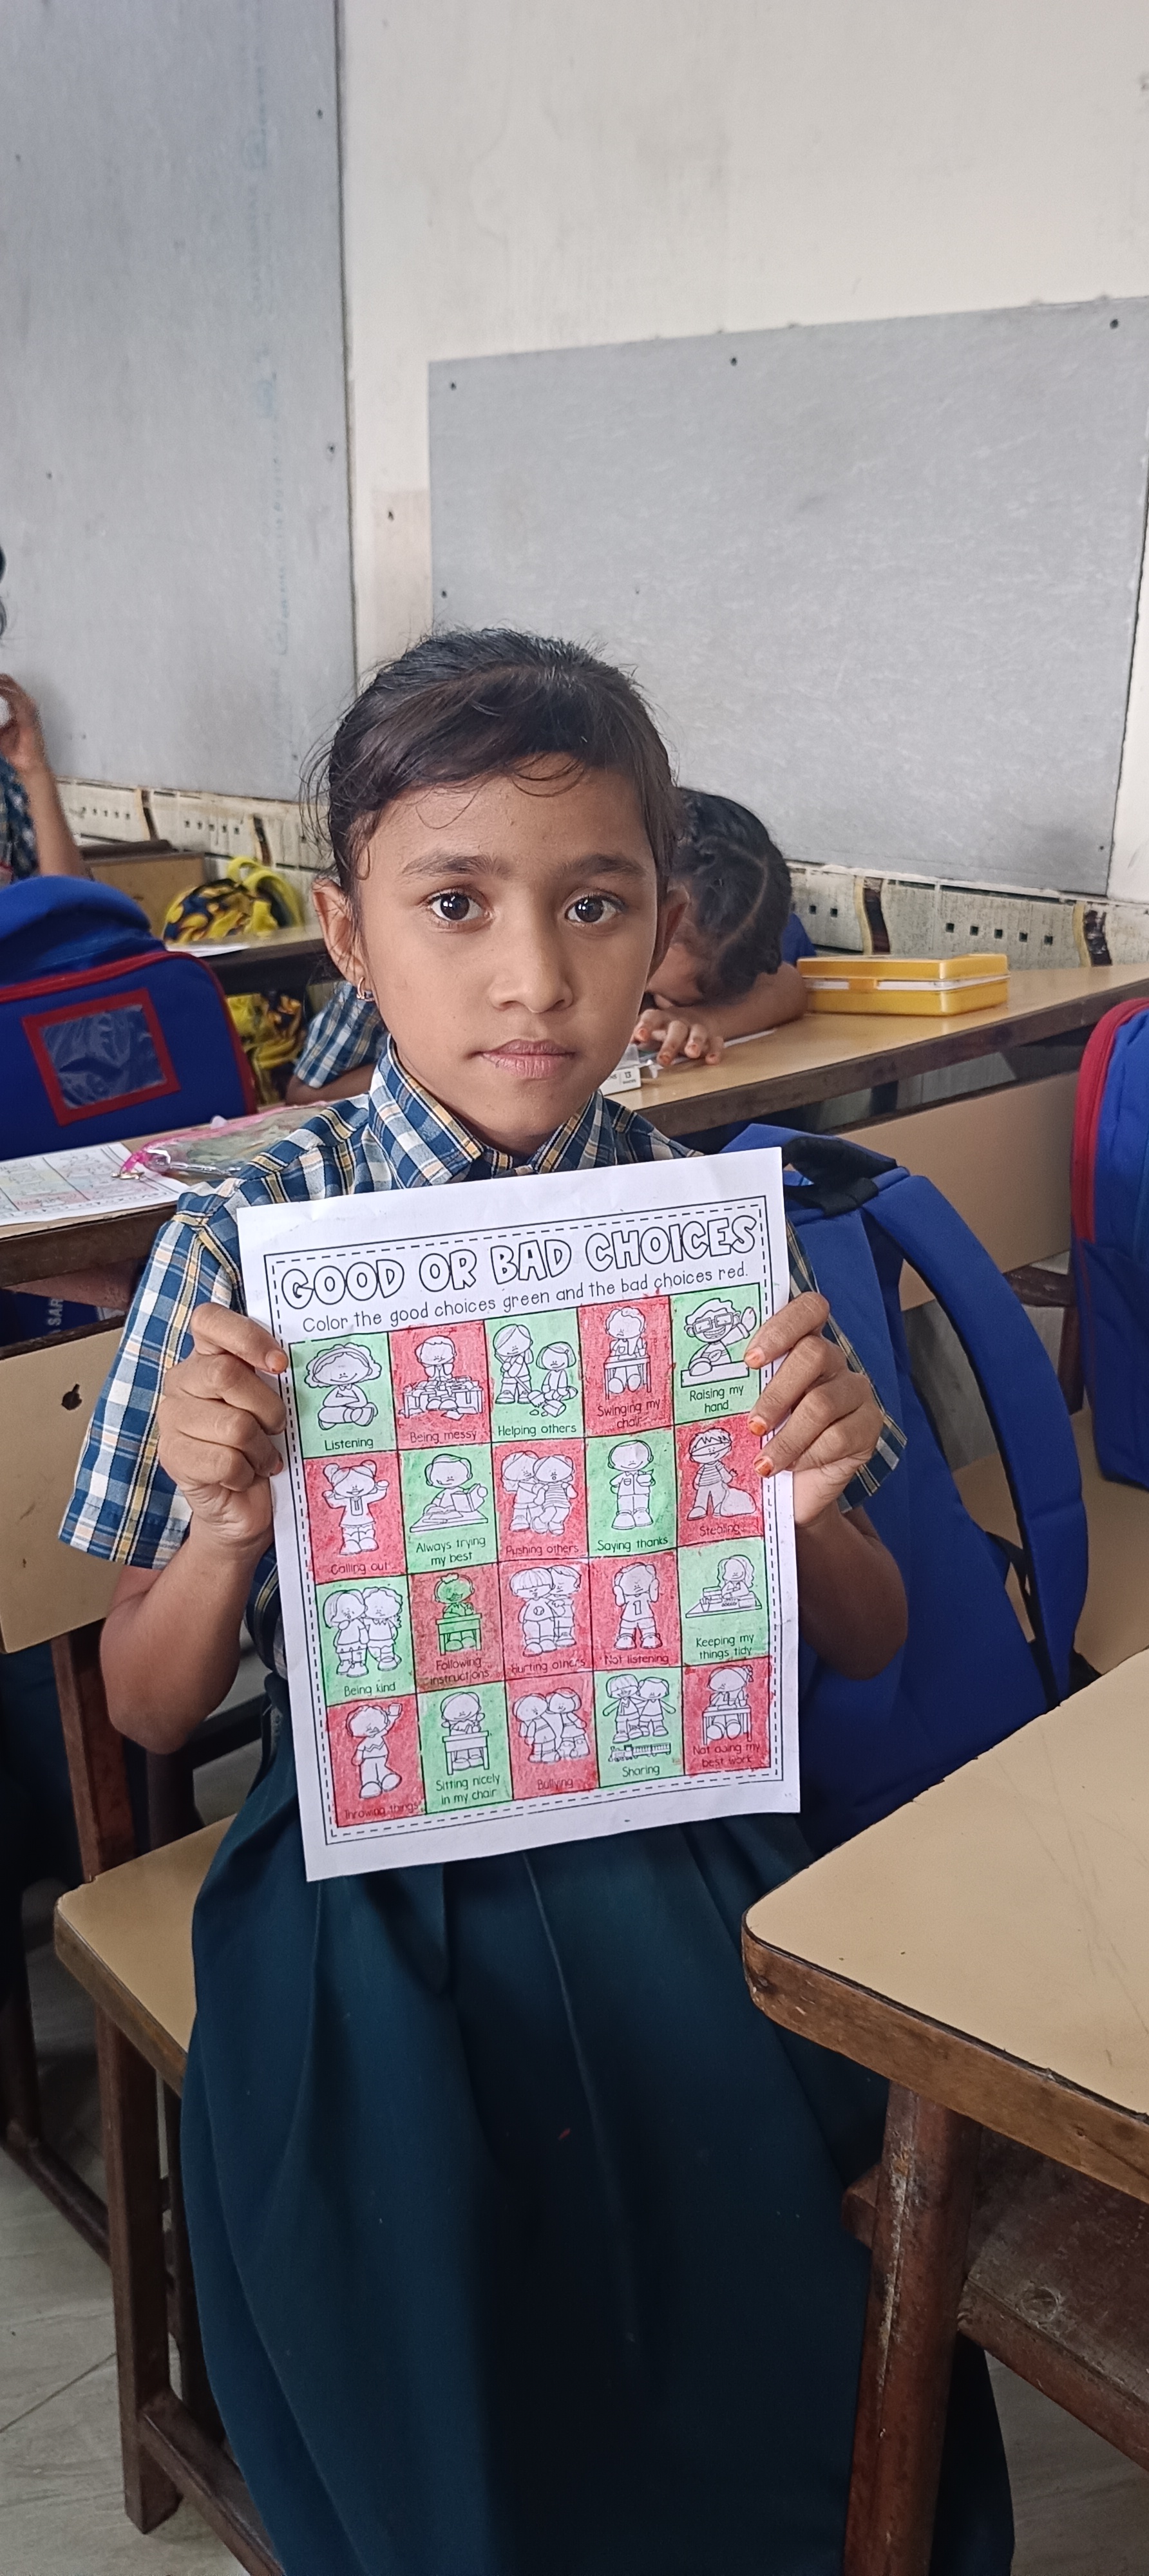 GOOD OR BAD CHOICES
Color the good choices green and the bad choices red.
Listening
Being messy
Helping others
Swinging my
chair
Raising my
hand
Calling out
Always trying
my best
Pushing others
Saying thanks
Stealing
Being kind
Following
instructions
Hurting others
Not listening
Keeping my
things tidy
Throwing things
Sitting nicely
in my chair
Bullying
Sharing
Not doing my
best work
SAR